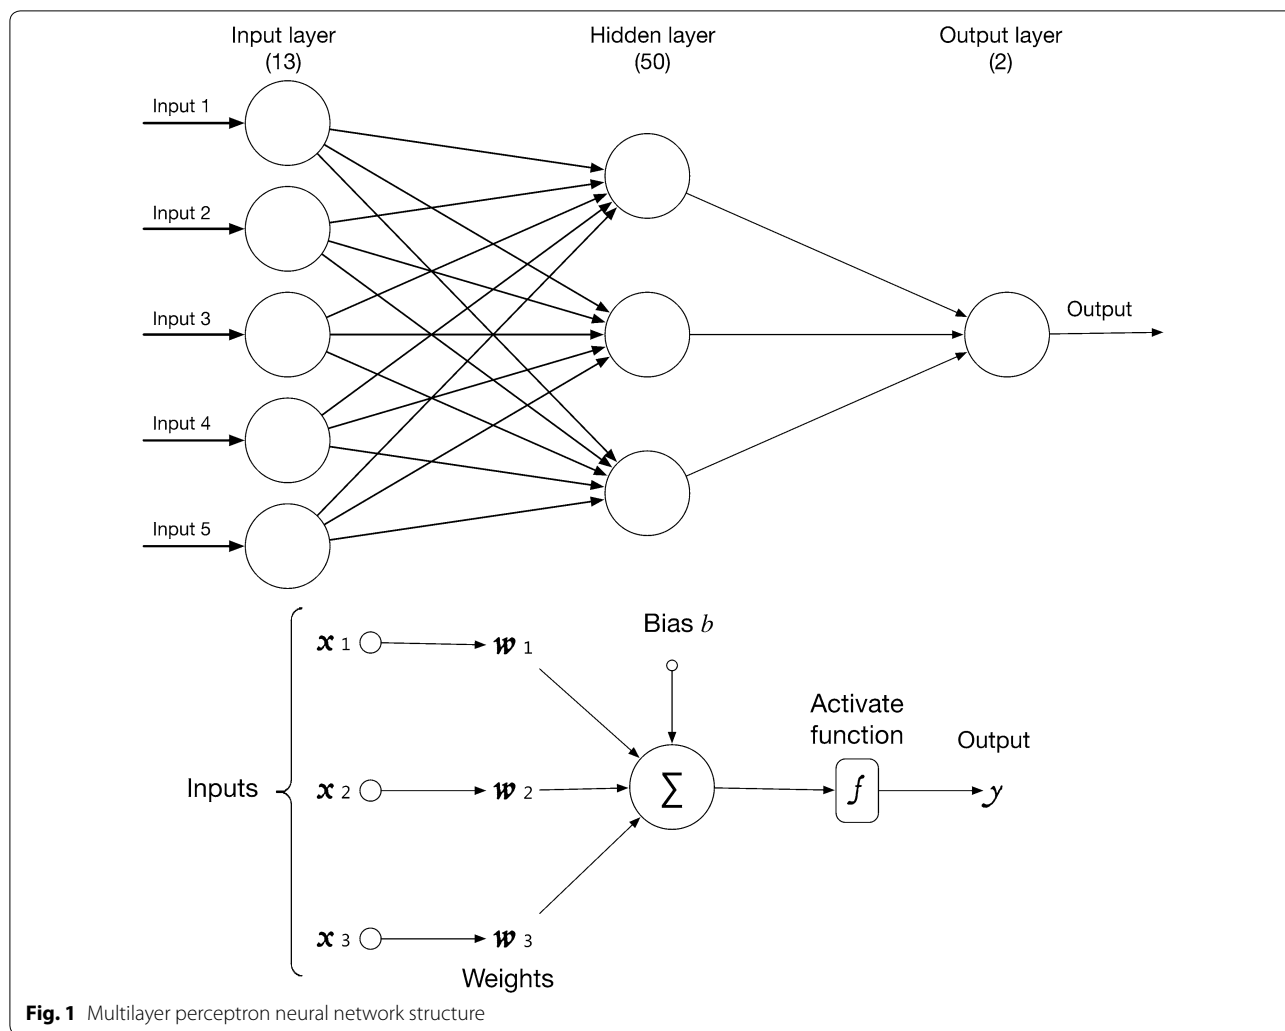 Input layer
(13)
Hidden layer
(50)
Output layer
(2)
Input 1
Input 2
Input 3
Output
Input 4
Input 5
Bias b
x 1
w 1
Activate
function
Output
Inputs
x 2
w 2
∑
f
y
x 3
w 3
Weights
Fig. 1 Multilayer perceptron neural network structure